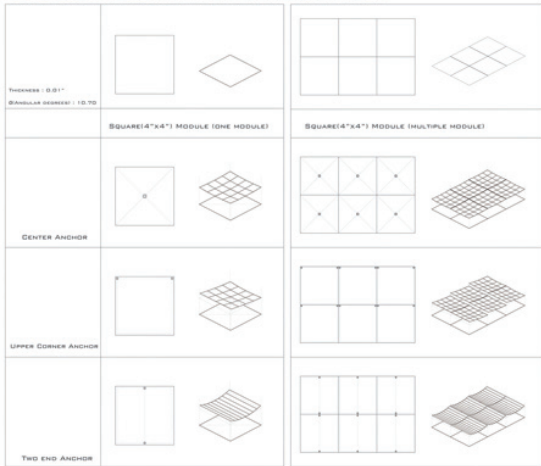 Thickness : 0.01"
B(Angular degrees) : 10.70
Square(4"x4") Module (one module)
Square(4"x4") Module (multiple module)
Center Anchor
Upper Corner Anchor
Two end Anchor